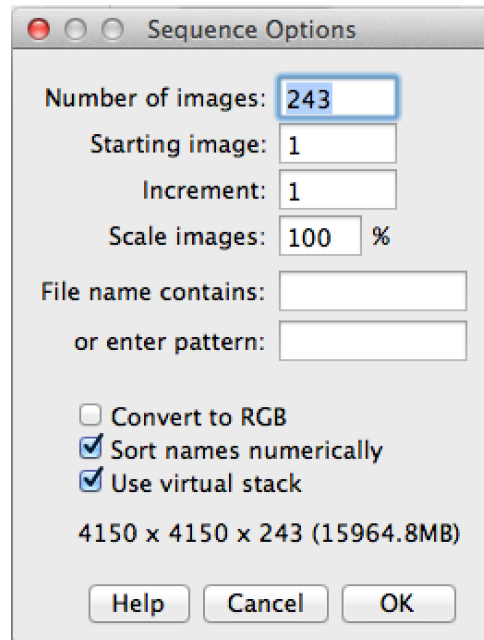 Sequence Options
Number of images: 243
Starting image: 1
Increment: 1
Scale images: 100 %
File name contains:
or enter pattern:
Convert to RGB
Sort names numerically
Use virtual stack
4150 x 4150 x 243 (15964.8MB)
Help Cancel OK